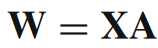 W = XA